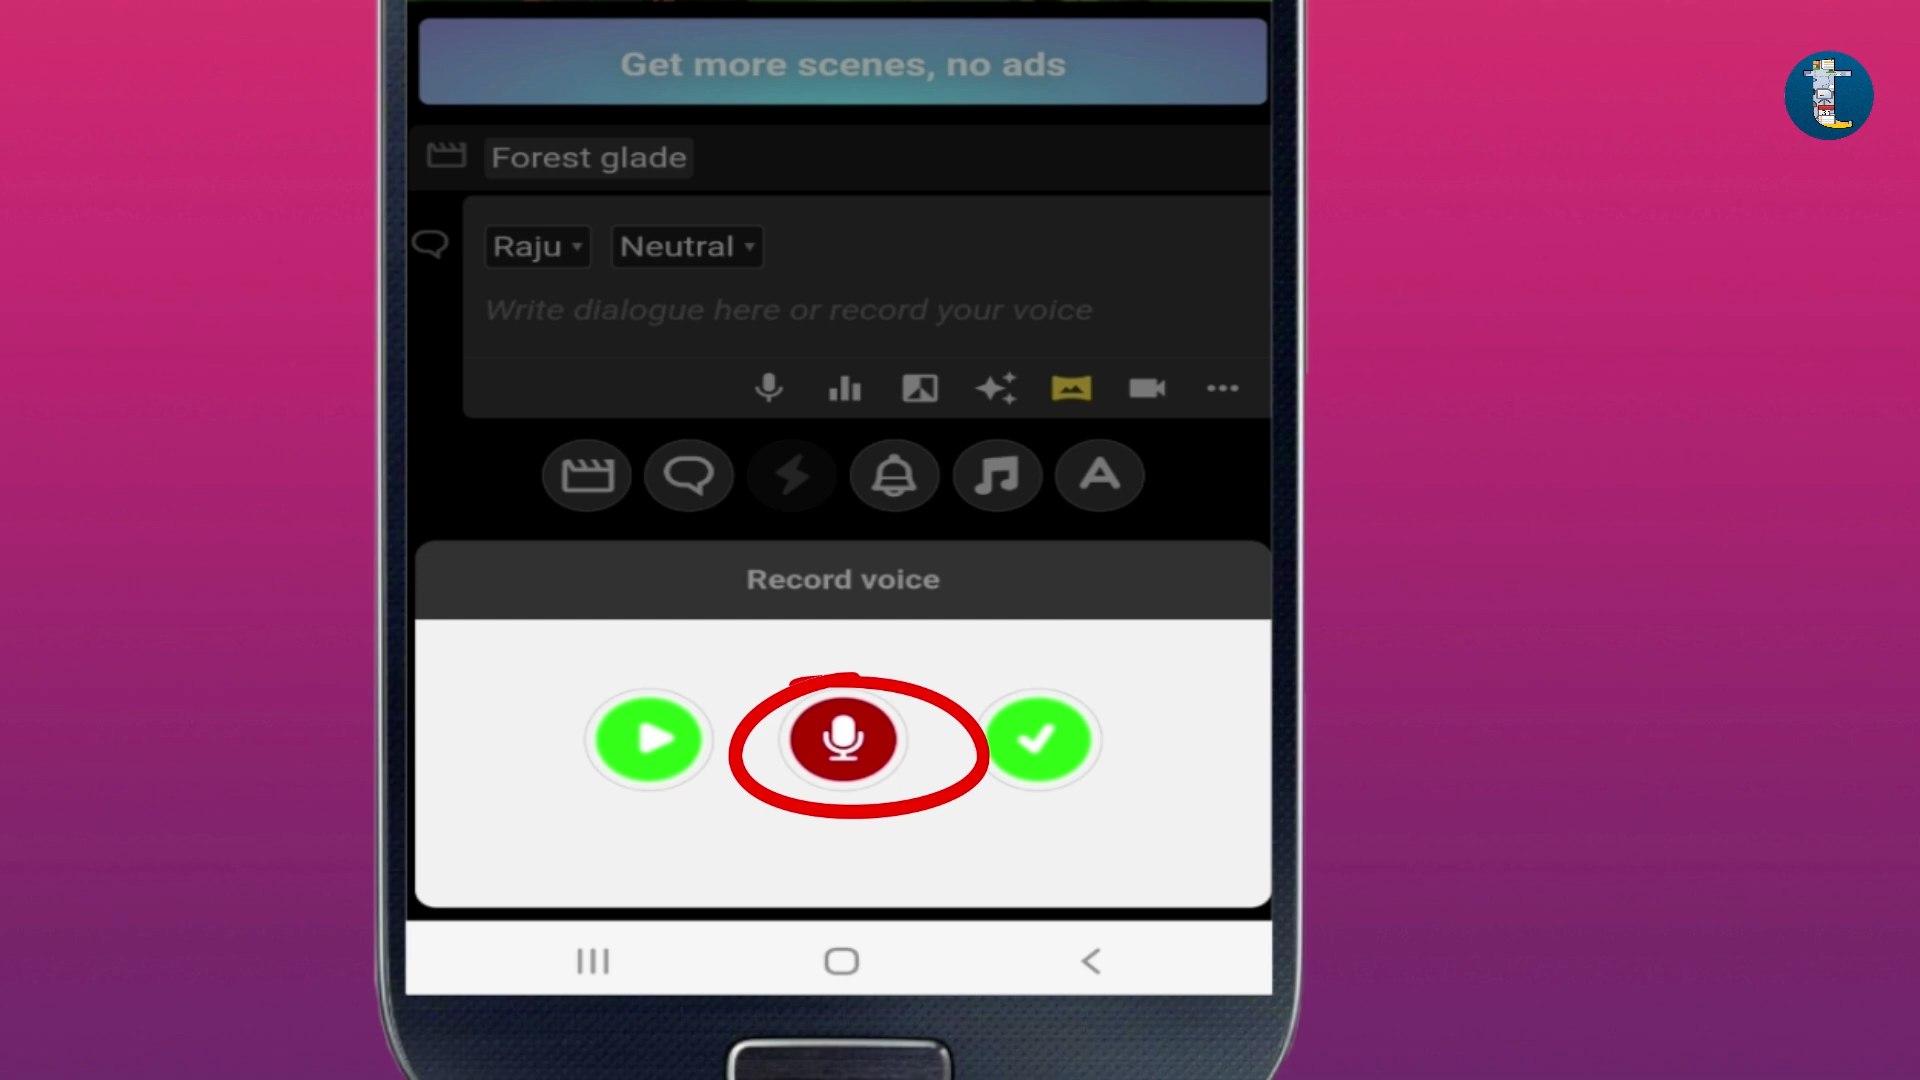 Get more scenes, no ads
Forest glade
Raju Neutral
Write dialogue here or record your voice
Record voice